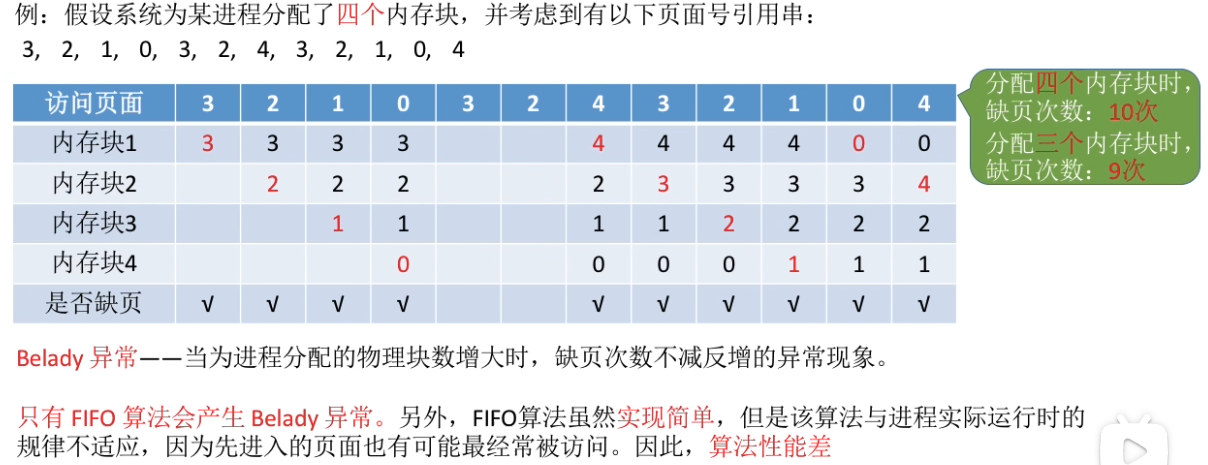 例：假设系统为某进程分配了四个内存块，并考虑到有以下页面号引用串：
3, 2, 1, 0, 3, 2, 4, 3, 2, 1, 0, 4
访问页面 3 2 1 0 3 2 4 3 2 1 0 4
内存块1 3 3 3 3 4 4 4 4 0 0
内存块2 2 2 2 2 3 3 3 3 4
内存块3 1 1 1 1 2 2 2 2
内存块4 0 0 0 0 1 1 1
是否缺页 √ √ √ √ √ √ √ √ √ √
分配四个内存块时，
缺页次数：10次
分配三个内存块时，
缺页次数：9次
Belady 异常——当为进程分配的物理块数增大时，缺页次数不减反增的异常现象。
只有 FIFO 算法会产生 Belady 异常。另外，FIFO算法虽然实现简单，但是该算法与进程实际运行时的
规律不适应，因为先进入的页面也有可能最经常被访问。因此，算法性能差